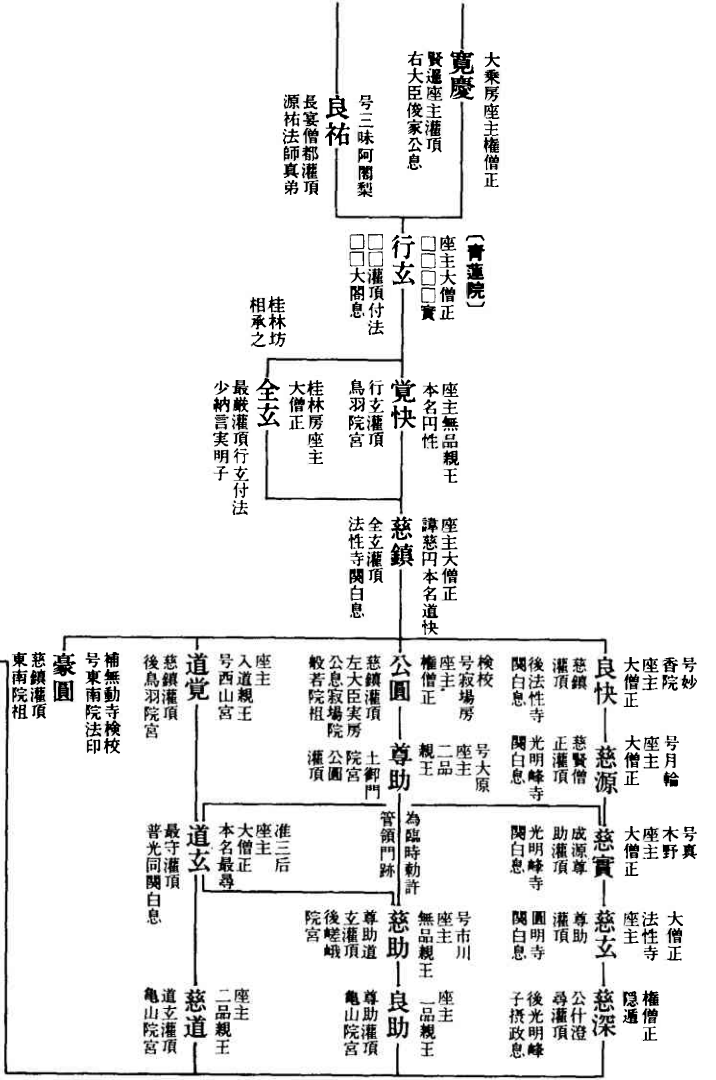 大乗房座主権僧正
寛慶
賢暹座主灌頂
右大臣俊家公息
号三昧阿闍梨
良祐
長宴僧都灌頂
源祐法師真弟
〔青蓮院〕
座主大僧正
□□□□實
行玄
□□灌頂付法
□□大閤息
座主無品親王
本名円性
覚快
行玄灌頂
鳥羽院宮
桂林坊
相承之
桂林房座主
大僧正
全玄
最厳灌頂行玄付法
少納言実明子
座主大僧正
諱慈円本名道快
慈鎮
全玄灌頂
法性寺関白息
号妙
香院
座主
大僧正
良快
慈鎮
灌頂
後法性寺
関白息
号月輪
座主
大僧正
慈源
慈賢僧
正灌頂
光明峰寺
関白息
号真
木野
座主
大僧正
慈實
成源尊
助灌頂
光明峰寺
関白息
大僧正
法性寺
座主
慈玄
尊助
灌頂
圓明寺
関白息
権僧正
隠遁
慈深
公什澄
尋灌頂
後光明峰
子摂政息
検校
号寂場房
座主
権僧正
公圓
慈鎮灌頂
左大臣実房
公息寂場院
般若院祖
号大原
座主
二品
親王
尊助
土御門
院宮
公圓
灌頂
為臨時勅許
管領門跡
号市川
座主
無品親王
慈助
尊助道
玄灌頂
後嵯峨
院宮
座主
一品親王
良助
尊助灌頂
亀山院宮
座主
入道親王
号西山宮
道覚
慈鎮灌頂
後鳥羽院宮
准三后
座主
大僧正
本名最尋
道玄
最守灌頂
普光同関白息
座主
二品親王
慈道
道玄灌頂
亀山院宮
補無動寺検校
号東南院法印
豪圓
慈鎮灌頂
東南院祖